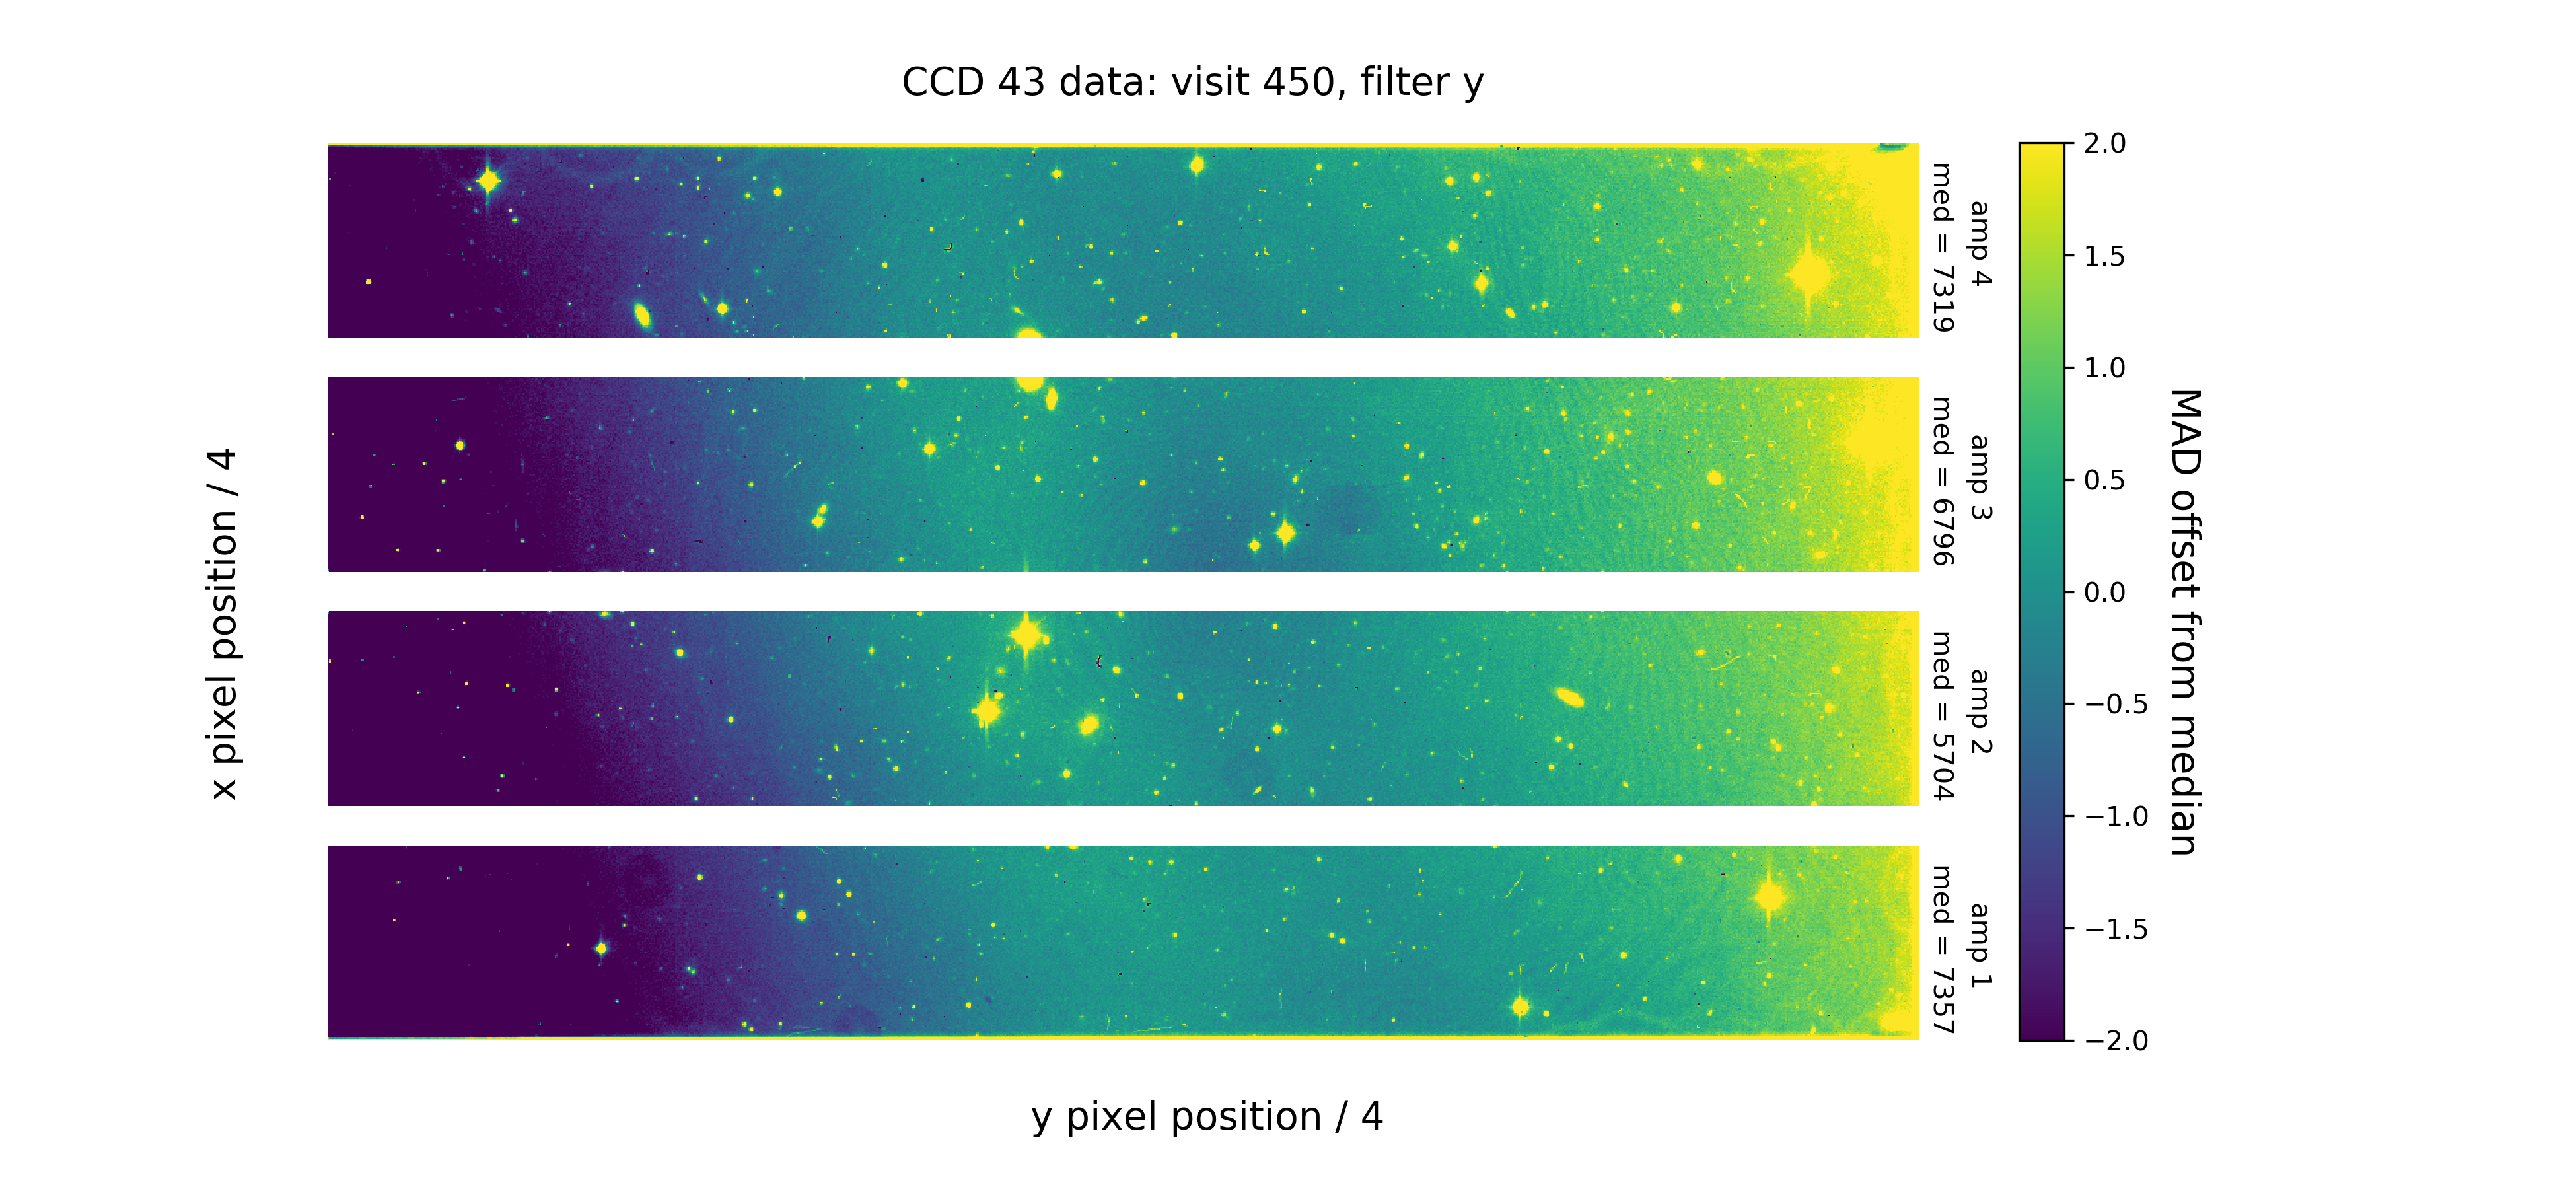 CCD 43 data: visit 450, filter y
x pixel position / 4
y pixel position / 4
amp 4
med = 7319
amp 3
med = 6796
amp 2
med = 5704
amp 1
med = 7357
2.0
1.5
1.0
0.5
0.0
−0.5
−1.0
−1.5
−2.0
MAD offset from median